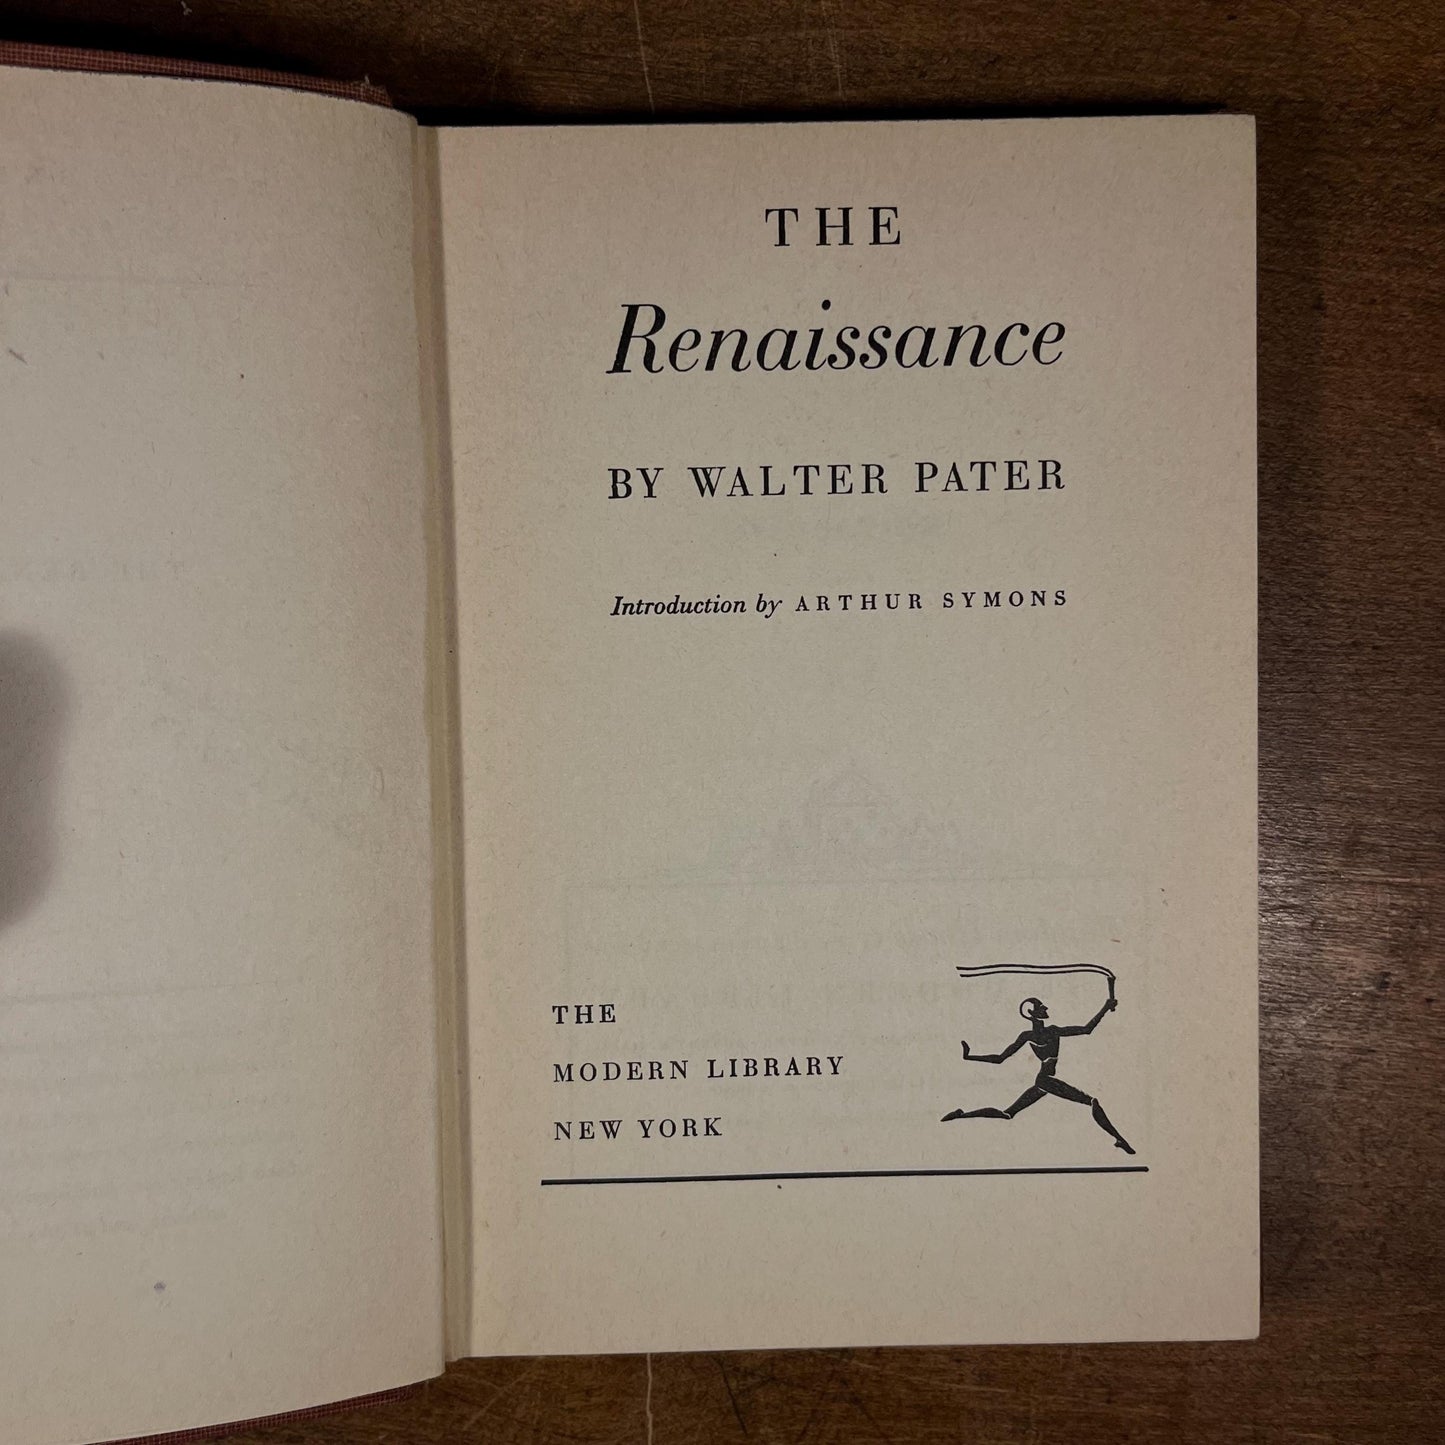 THE
Renaissance
BY WALTER PATER
Introduction by ARTHUR SYMONS
THE
MODERN LIBRARY
NEW YORK